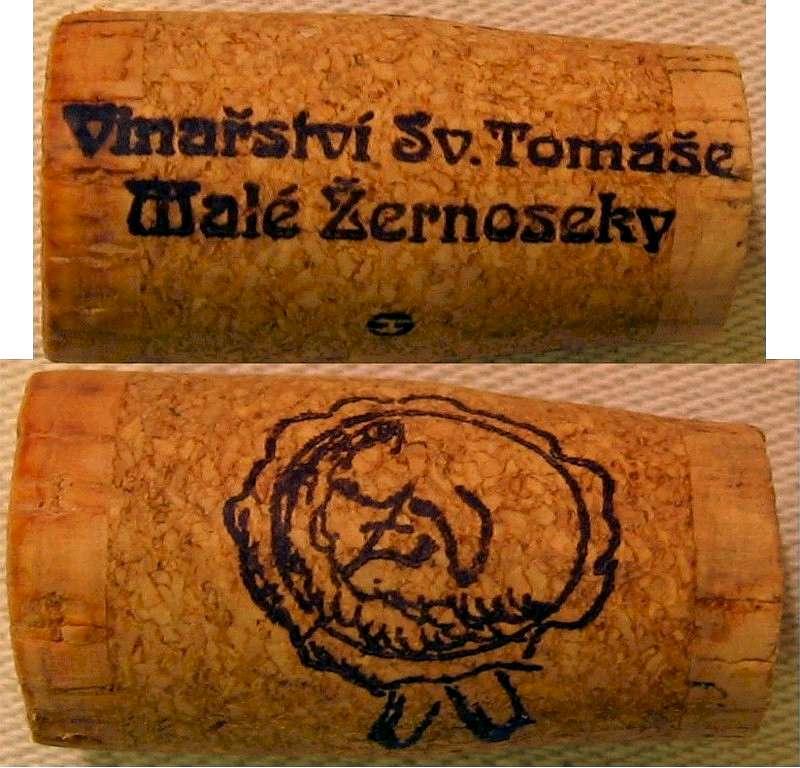 Vinařství Sv. Tomáše
Malé Žernoseky